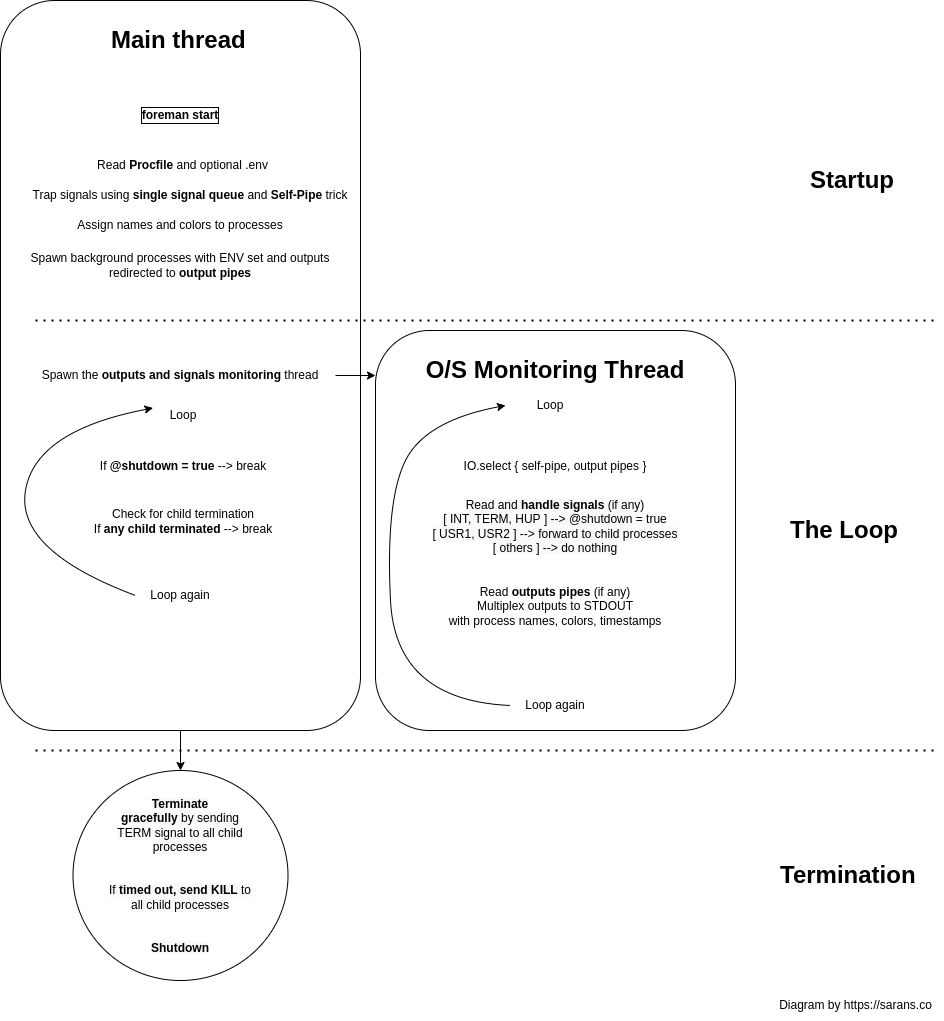 Main thread
foreman start
Read Procfile and optional .env
Trap signals using single signal queue and Self-Pipe trick
Assign names and colors to processes
Spawn background processes with ENV set and outputs
redirected to output pipes
Startup
Spawn the outputs and signals monitoring thread
Loop
If @shutdown = true --> break
Check for child termination
If any child terminated --> break
Loop again
O/S Monitoring Thread
Loop
IO.select { self-pipe, output pipes }
Read and handle signals (if any)
[ INT, TERM, HUP ] --> @shutdown = true
[ USR1, USR2 ] --> forward to child processes
[ others ] --> do nothing
Read outputs pipes (if any)
Multiplex outputs to STDOUT
with process names, colors, timestamps
Loop again
The Loop
Terminate
gracefully by sending
TERM signal to all child
processes
If timed out, send KILL to
all child processes
Shutdown
Termination
Diagram by https://sarans.co